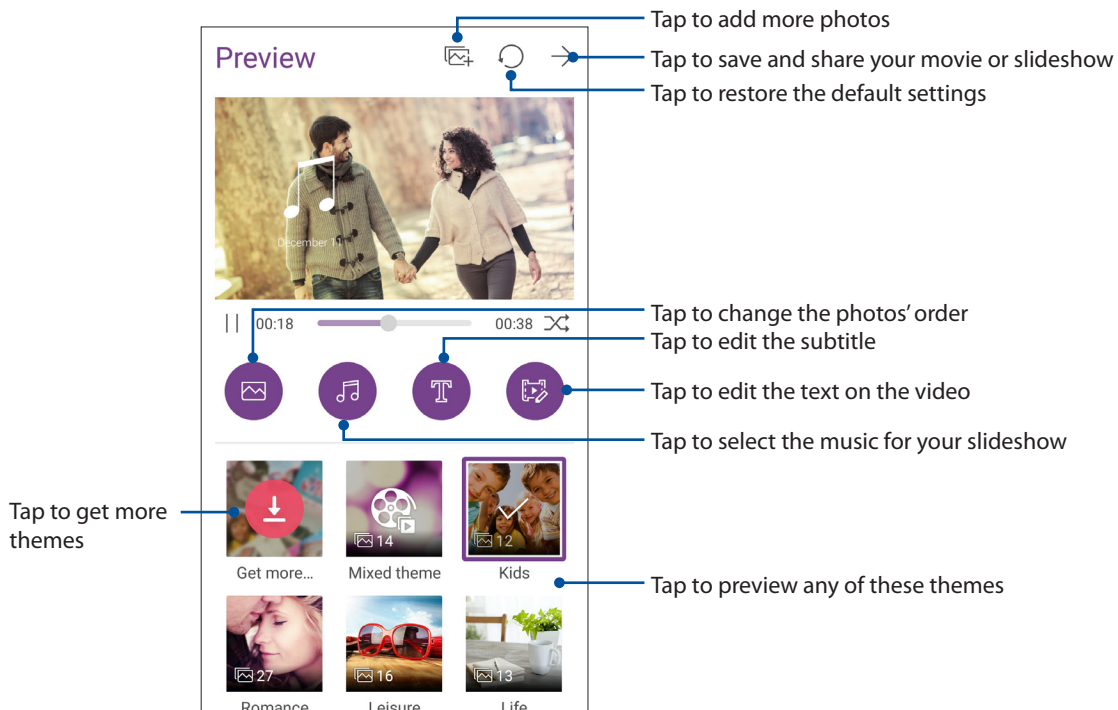 Tap to add more photos
Preview
Tap to save and share your movie or slideshow
Tap to restore the default settings
December 11
Tap to change the photos' order
00:18
00:38
Tap to edit the subtitle
Tap to edit the text on the video
Tap to select the music for your slideshow
Tap to get more
themes
14
12
Get more...
Mixed theme
Kids
Tap to preview any of these themes
27
16
13
Romance
Leisure
Life